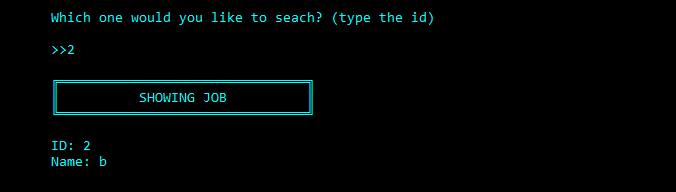 Which one would you like to seach? (type the id)
>>2
SHOWING JOB
ID: 2
Name: b